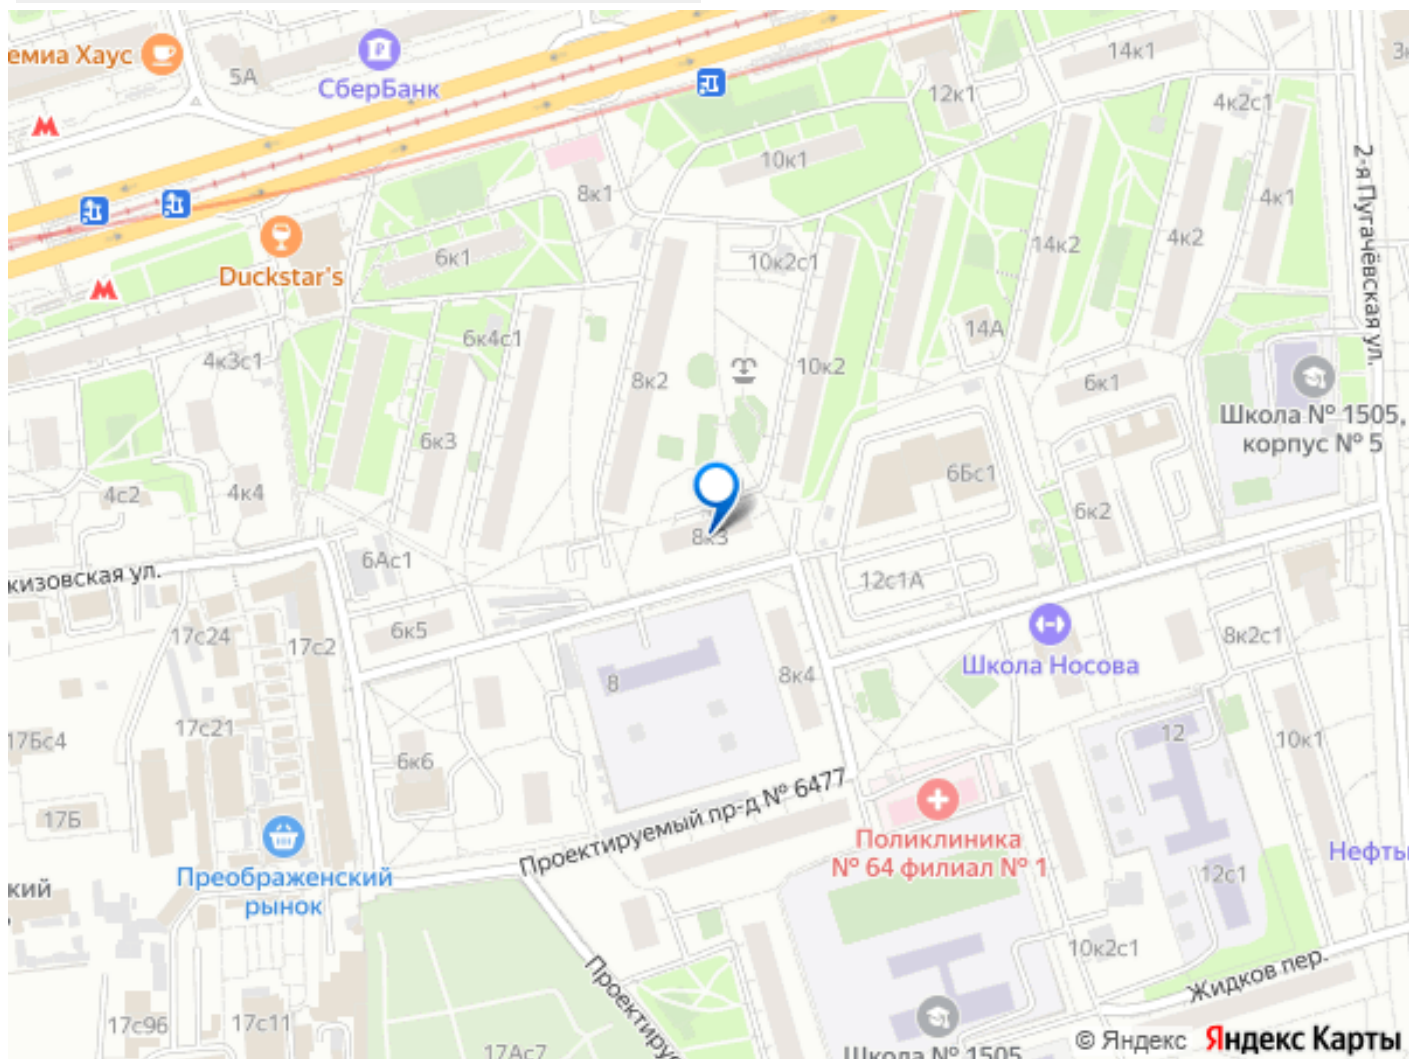 емиа Хаус
5А
СберБанк
14к1
12к1
4к2с1
10к1
8к1
2-я Пугачёвская ул.
4к1
4к2
14к2
6к1
10к2с1
Duckstar's
14А
6к4с1
4к3с1
10к2
8к2
6к1
Школа № 1505,
корпус № 5
6к3
6Бс1
4с2
4к4
6к2
8к3
6Ас1
кизовская ул.
12с1А
6к5
17с24
17с2
8к2с1
Школа Носова
8
8к4
17с21
17Бс4
12
10к1
6к6
Проектируемый пр-д № 6477
17Б
Поликлиника
№ 64 филиал № 1
Нефть
Преображенский
рынок
кий
12с1
10к2с1
Жидков пер.
Проектируе
17с9б
17с11
17Ас7
Школа № 1505
© Яндекс Яндекс Карты